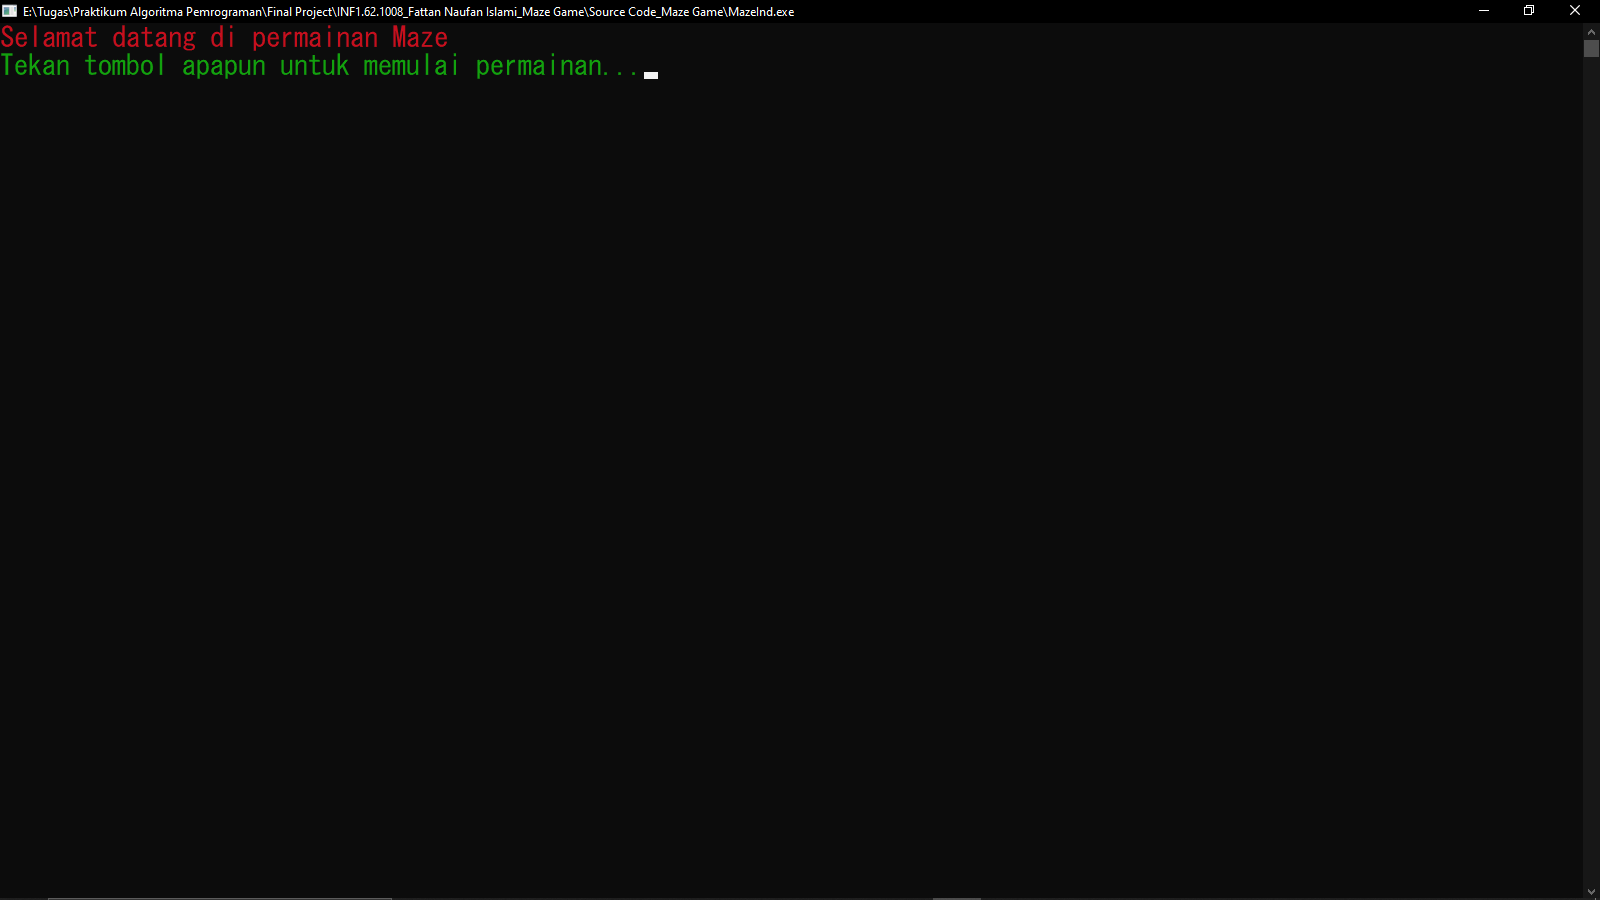 E:\Tugas\Praktikum Algoritma Pemrograman\Final Project\INF1.62.1008_Fattan Naufan Islami_Maze Game\Source Code_Maze Game\MazeInd.exe
Selamat datang di permainan Maze
Tekan tombol apapun untuk memulai permainan...